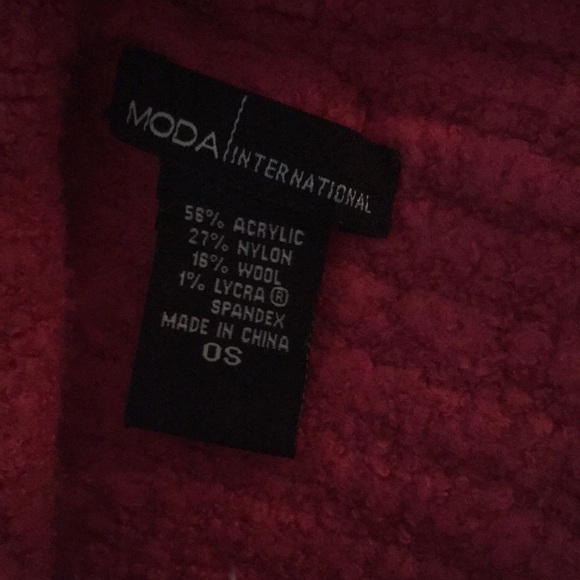 MODA INTERNATIONAL
56% ACRYLIC
27% NYLON
16% WOOL
1% LYCRA®
SPANDEX
MADE IN CHINA
OS